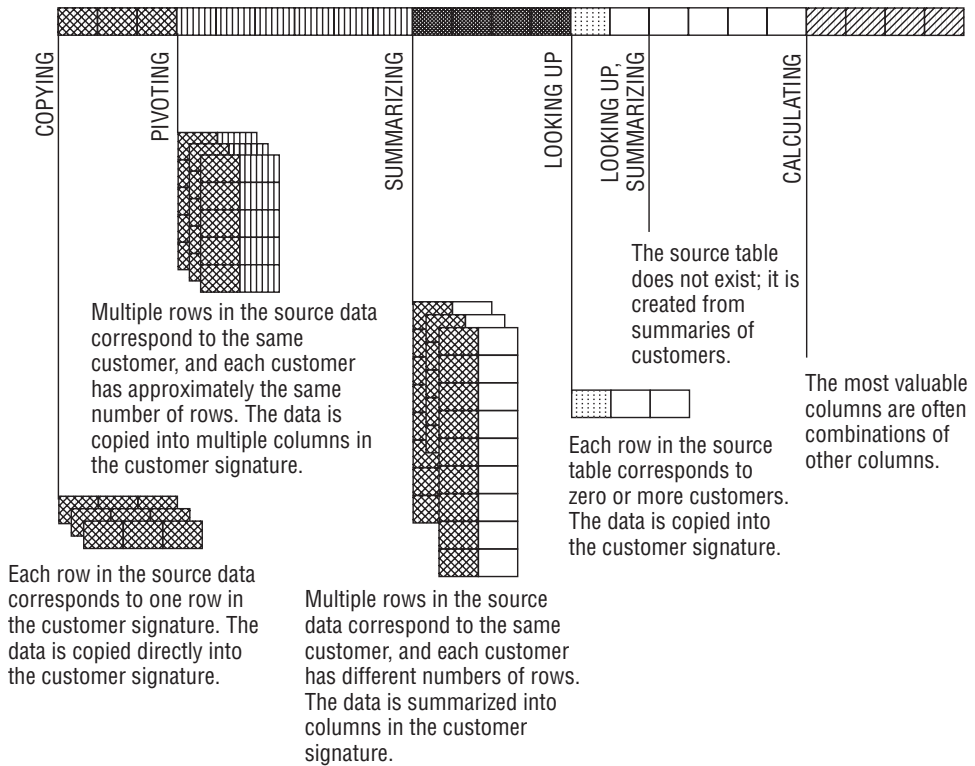 COPYING
PIVOTING
SUMMARIZING
LOOKING UP
LOOKING UP,
SUMMARIZING
CALCULATING
The source table
does not exist; it is
created from
summaries of
customers.
Multiple rows in the source data
correspond to the same
customer, and each customer
has approximately the same
number of rows. The data is
copied into multiple columns in
the customer signature.
The most valuable
columns are often
combinations of
other columns.
Each row in the source
table corresponds to
zero or more customers.
The data is copied into
the customer signature.
Each row in the source data
corresponds to one row in
the customer signature. The
data is copied directly into
the customer signature.
Multiple rows in the source
data correspond to the same
customer, and each customer
has different numbers of rows.
The data is summarized into
columns in the customer
signature.